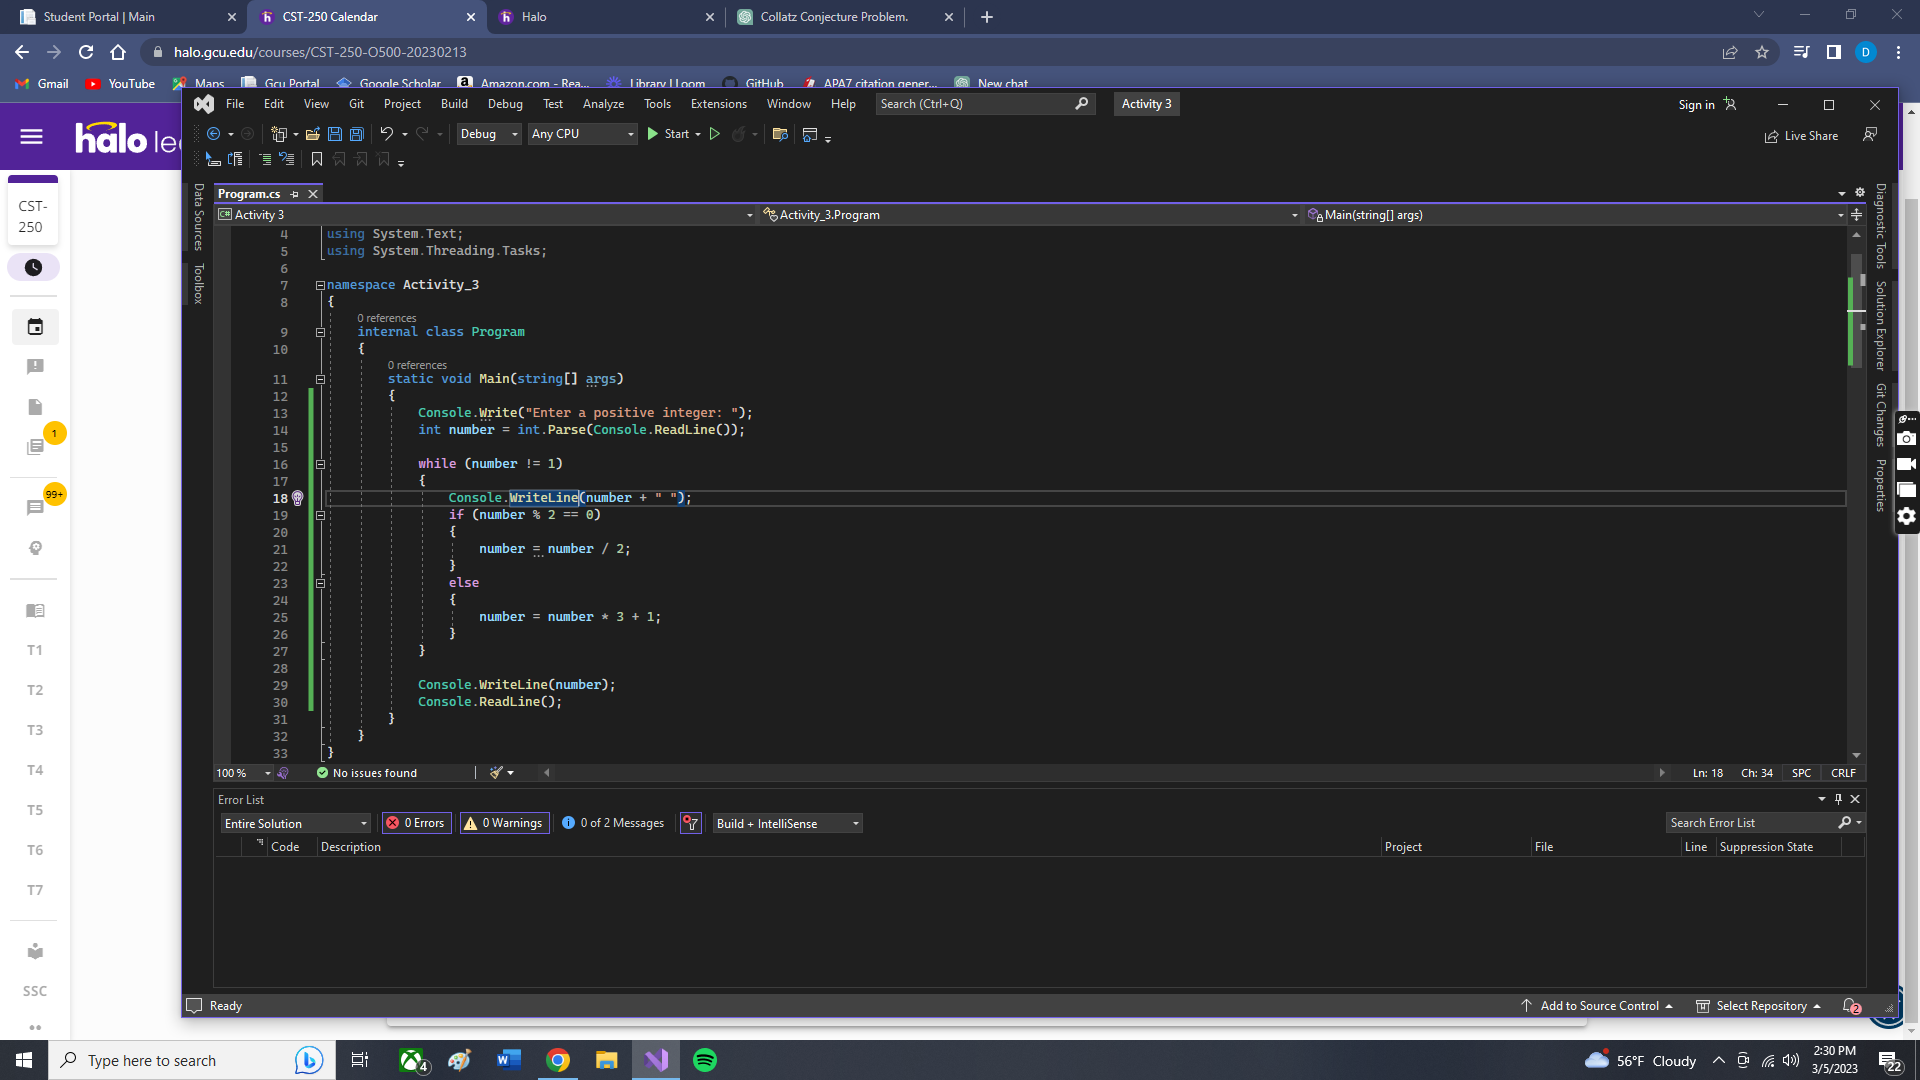 Student Portal | Main
CST-250 Calendar
Halo
Collatz Conjecture Problem.
halo.gcu.edu/courses/CST-250-O500-20230213
D
Gmail
YouTube
Maps
Gcu Portal
Google Scholar
Amazon.com - Rea...
Library | Loom
GitHub
APA7 citation gener...
New chat
halo
CST-
250
1
99+
T1
T2
T3
T4
T5
T6
T7
SSC
File Edit View Git Project Build Debug Test Analyze Tools Extensions Window Help Search (Ctrl+Q) Activity 3
Sign in
Debug Any CPU Start
Live Share
Data Sources
Toolbox
Program.cs
Activity 3
Activity_3.Program
Main(string[] args)
4 using System.Text;
5 using System.Threading.Tasks;
6
7 namespace Activity_3
8 {
0 references
9 internal class Program
10 {
0 references
11 static void Main(string[] args)
12 {
13 Console.Write("Enter a positive integer: ");
14 int number = int.Parse(Console.ReadLine());
15
16 while (number != 1)
17 {
18 Console.WriteLine(number + " ");
19 if (number % 2 == 0)
20 {
21 number = number / 2;
22 }
23 else
24 {
25 number = number * 3 + 1;
26 }
27 }
28
29 Console.WriteLine(number);
30 Console.ReadLine();
31 }
32 }
33 }
Diagnostic Tools
Solution Explorer
Git Changes
Properties
100 %
No issues found
Ln: 18 Ch: 34 SPC CRLF
Error List
Entire Solution
0 Errors
0 Warnings
0 of 2 Messages
Build + IntelliSense
Search Error List
Code Description Project File Line Suppression State
Ready
Add to Source Control
Select Repository
2
Type here to search
4
56°F Cloudy
2:30 PM
3/5/2023
22